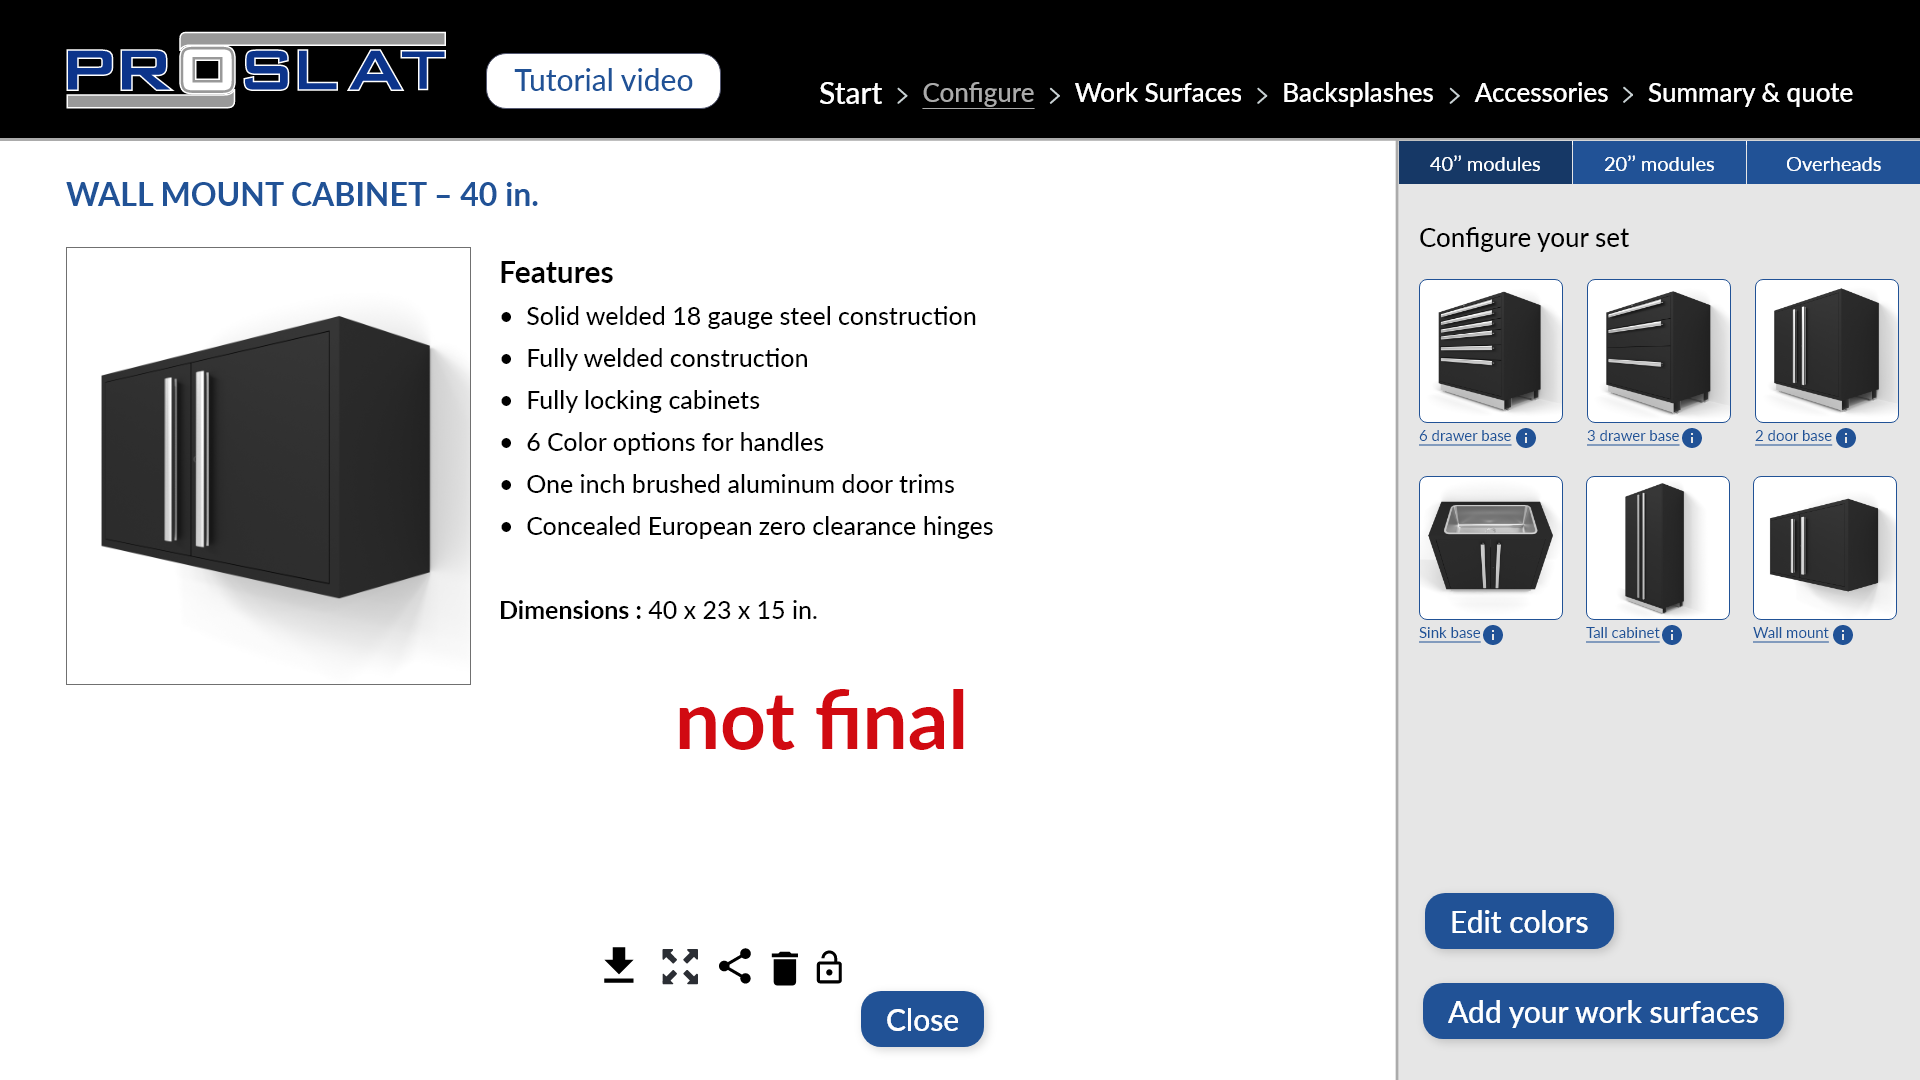 PROSLAT
Tutorial video
Start > Configure > Work Surfaces > Backsplashes > Accessories > Summary & quote
WALL MOUNT CABINET – 40 in.
Features
• Solid welded 18 gauge steel construction
• Fully welded construction
• Fully locking cabinets
• 6 Color options for handles
• One inch brushed aluminum door trims
• Concealed European zero clearance hinges
Dimensions : 40 x 23 x 15 in.
not final
Close
40’’ modules
20’’ modules
Overheads
Configure your set
6 drawer base i
3 drawer base i
2 door base i
Sink base i
Tall cabinet i
Wall mount i
Edit colors
Add your work surfaces